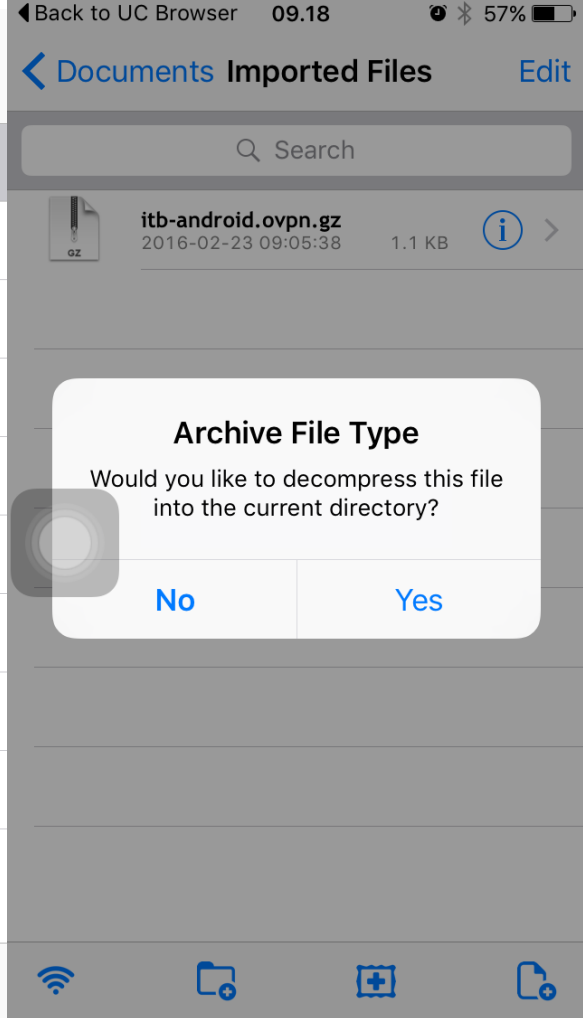 Back to UC Browser 09.18 57%
Documents Imported Files Edit
Search
itb-android.ovpn.gz
2016-02-23 09:05:38 1.1 KB
GZ
Archive File Type
Would you like to decompress this file
into the current directory?
No Yes